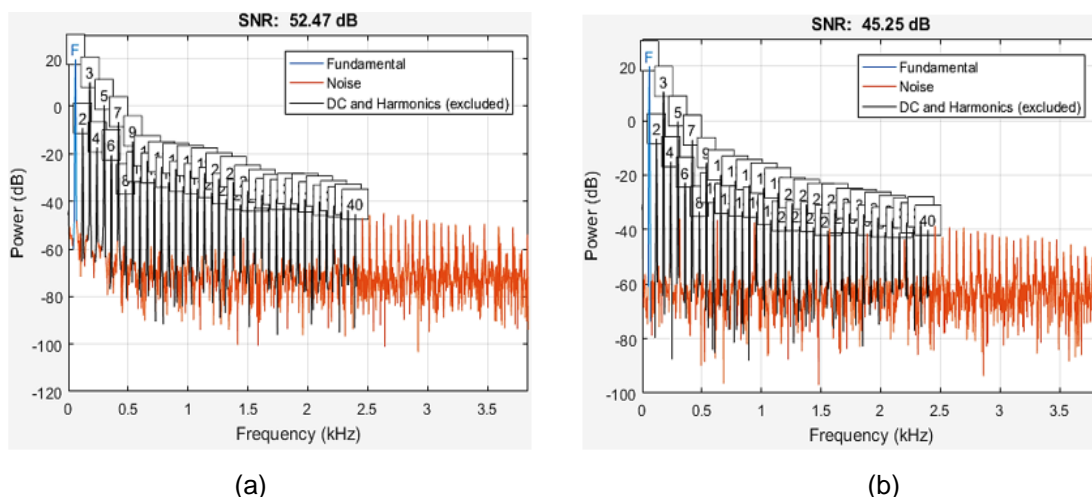 SNR: 52.47 dB
F
3
5
7
9
2
4
6
8
40
Fundamental
Noise
DC and Harmonics (excluded)
Power (dB)
20
0
-20
-40
-60
-80
-100
-120
0 0.5 1 1.5 2 2.5 3 3.5
Frequency (kHz)
(a)
SNR: 45.25 dB
F
3
5
7
9
2
4
6
8
40
Fundamental
Noise
DC and Harmonics (excluded)
Power (dB)
20
0
-20
-40
-60
-80
-100
0 0.5 1 1.5 2 2.5 3 3.5
Frequency (kHz)
(b)